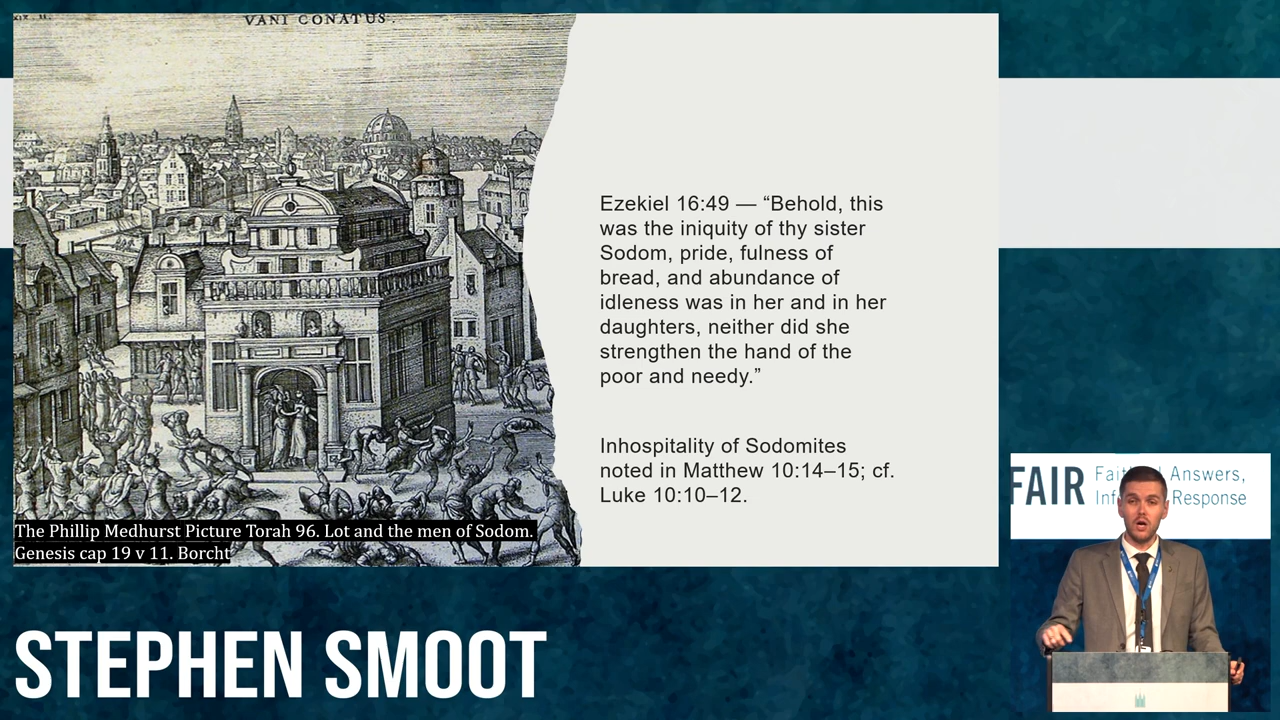 VANI CONATUS.
Ezekiel 16:49 — “Behold, this
was the iniquity of thy sister
Sodom, pride, fulness of
bread, and abundance of
idleness was in her and in her
daughters, neither did she
strengthen the hand of the
poor and needy.”
Inhospitality of Sodomites
noted in Matthew 10:14–15; cf.
Luke 10:10–12.
The Phillip Medhurst Picture Torah 96. Lot and the men of Sodom.
Genesis cap 19 v 11. Borcht
FAIR
Answers,
Response
STEPHEN SMOOT